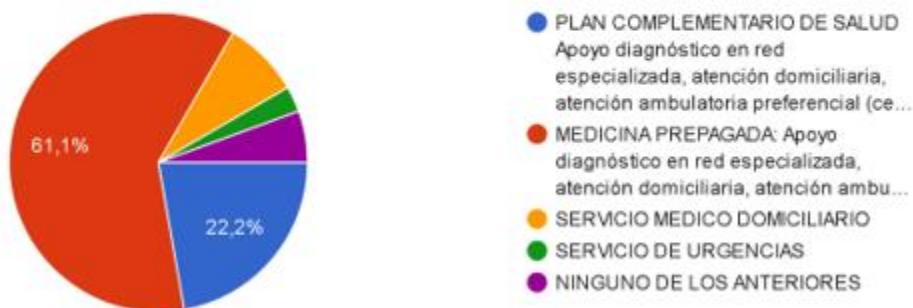 61,1%
22,2%
PLAN COMPLEMENTARIO DE SALUD
Apoyo diagnóstico en red
especializada, atención domiciliaria,
atención ambulatoria preferencial (ce...
MEDICINA PREPAGADA: Apoyo
diagnóstico en red especializada,
atención domiciliaria, atención ambu...
SERVICIO MEDICO DOMICILIARIO
SERVICIO DE URGENCIAS
NINGUNO DE LOS ANTERIORES